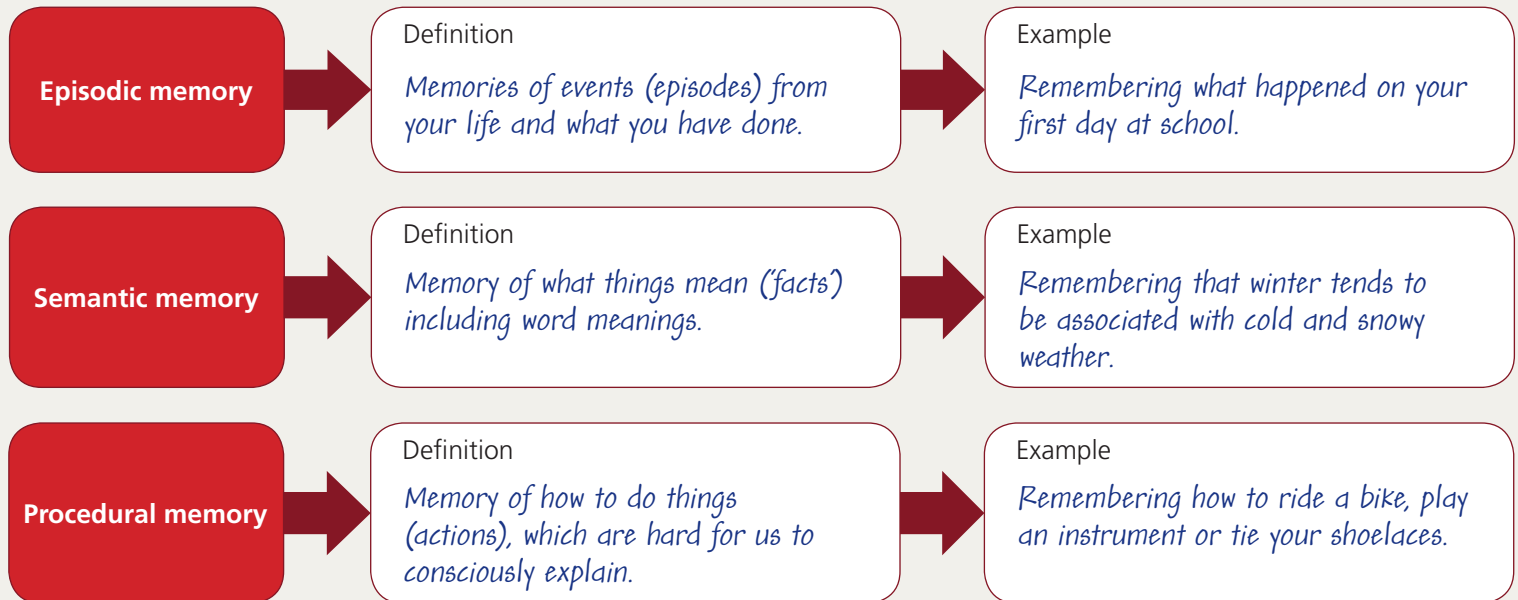 Episodic memory
Definition
Memories of events (episodes) from
your life and what you have done.
Example
Remembering what happened on your
first day at school.
Semantic memory
Definition
Memory of what things mean ('facts')
including word meanings.
Example
Remembering that winter tends to
be associated with cold and snowy
weather.
Procedural memory
Definition
Memory of how to do things
(actions), which are hard for us to
consciously explain.
Example
Remembering how to ride a bike, play
an instrument or tie your shoelaces.